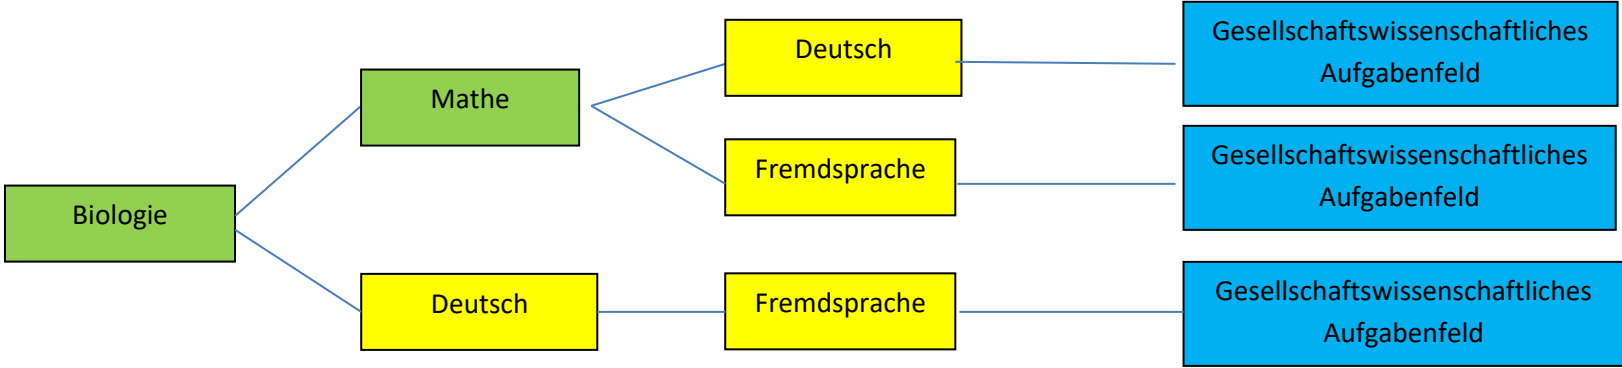 Biologie
Mathe
Deutsch
Deutsch
Fremdsprache
Fremdsprache
Gesellschaftswissenschaftliches
Aufgabenfeld
Gesellschaftswissenschaftliches
Aufgabenfeld
Gesellschaftswissenschaftliches
Aufgabenfeld